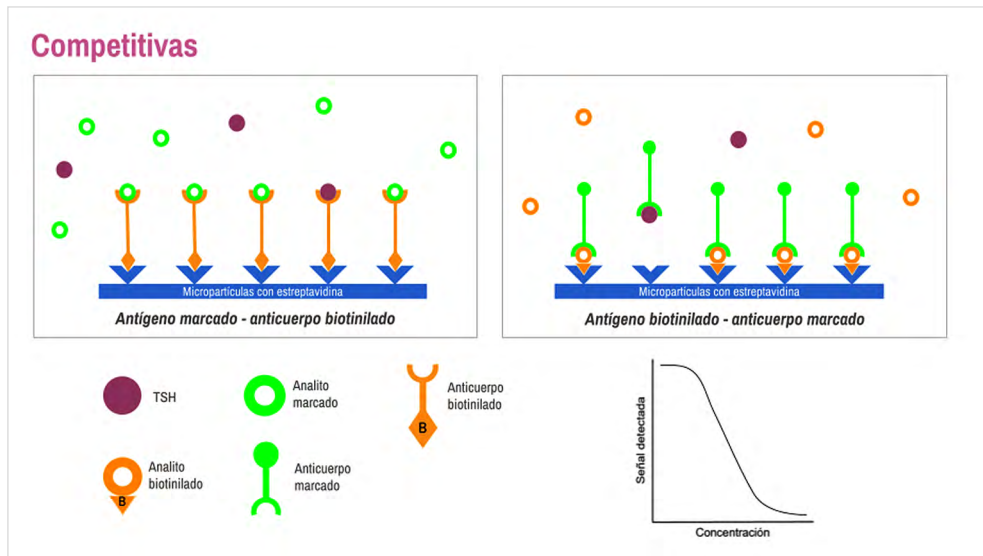 Competitivas
Micropartículas con estreptavidina
Antígeno marcado - anticuerpo biotinilado
Micropartículas con estreptavidina
Antígeno biotinilado - anticuerpo marcado
TSH
Analito
marcado
Anticuerpo
biotinilado
B
Analito
biotinilado
B
Anticuerpo
marcado
Señal detectada
Concentración